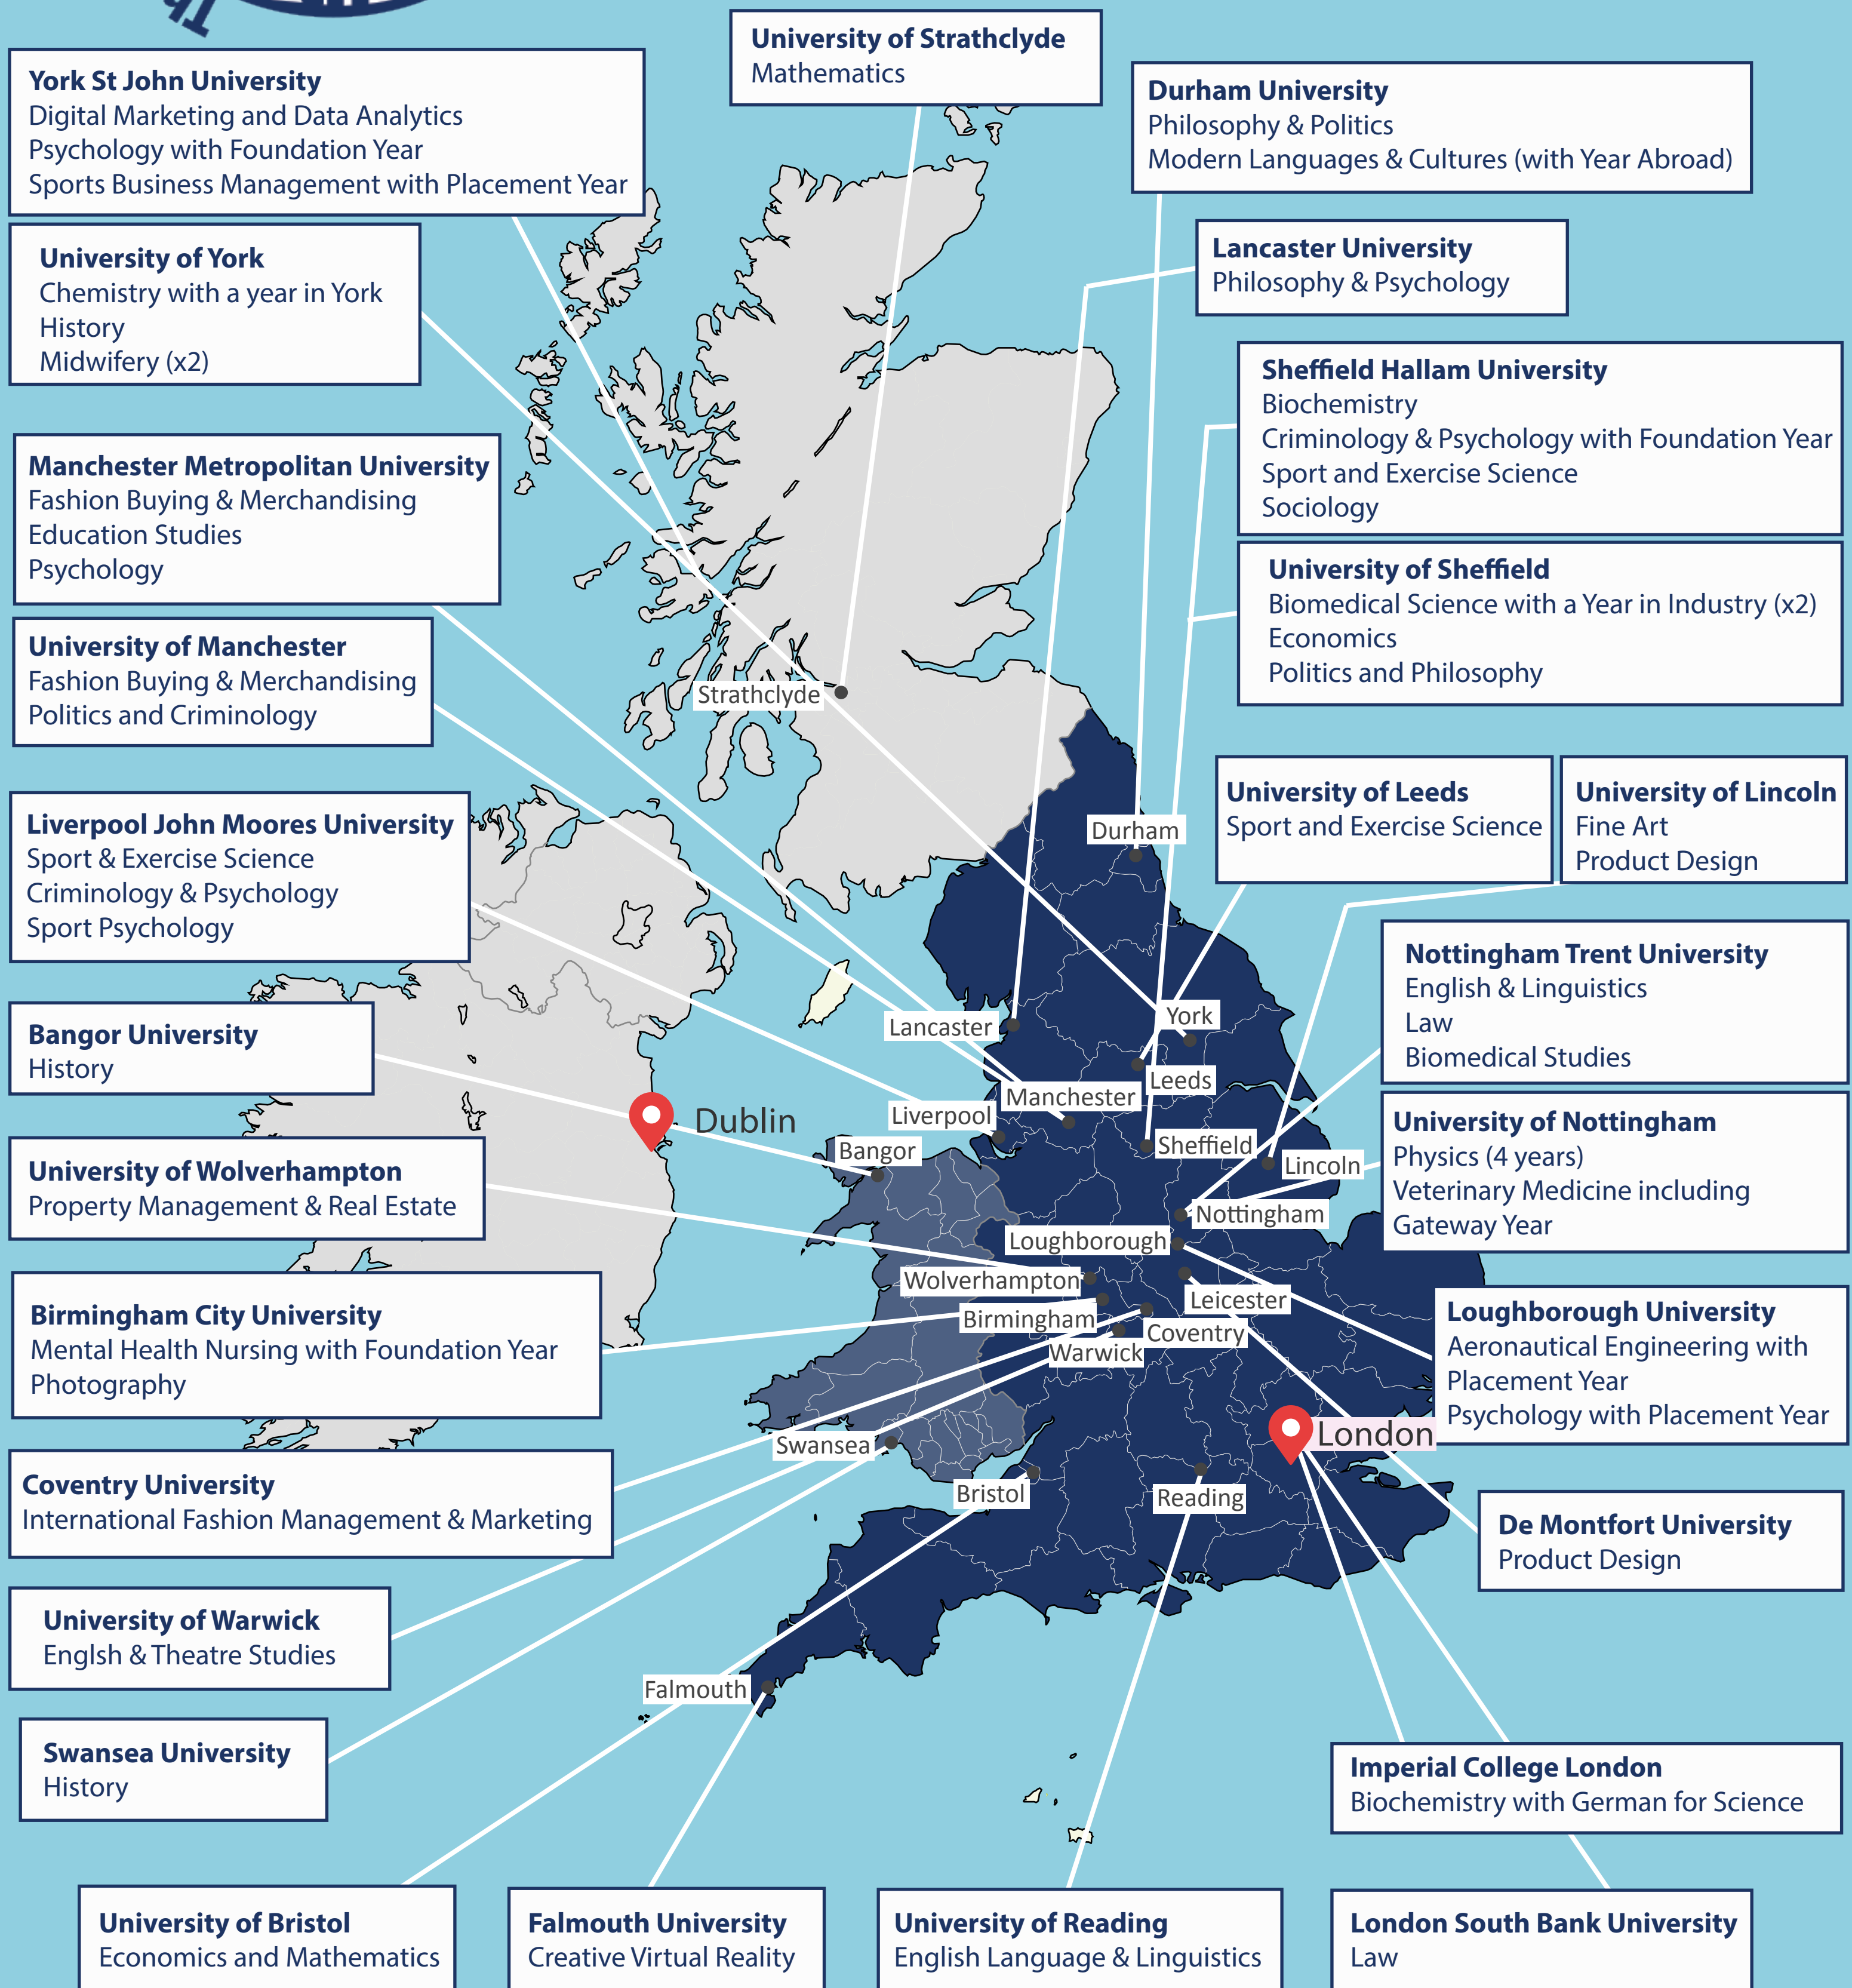 Th
University of Strathclyde
Mathematics
York St John University
Digital Marketing and Data Analytics
Psychology with Foundation Year
Sports Business Management with Placement Year
Durham University
Philosophy & Politics
Modern Languages & Cultures (with Year Abroad)
University of York
Chemistry with a year in York
History
Midwifery (x2)
Lancaster University
Philosophy & Psychology
Sheffield Hallam University
Biochemistry
Criminology & Psychology with Foundation Year
Sport and Exercise Science
Sociology
Manchester Metropolitan University
Fashion Buying & Merchandising
Education Studies
Psychology
University of Sheffield
Biomedical Science with a Year in Industry (x2)
Economics
Politics and Philosophy
University of Manchester
Fashion Buying & Merchandising
Politics and Criminology
Strathclyde
University of Leeds
Sport and Exercise Science
University of Lincoln
Fine Art
Product Design
Liverpool John Moores University
Sport & Exercise Science
Criminology & Psychology
Sport Psychology
Durham
Nottingham Trent University
English & Linguistics
Law
Biomedical Studies
Bangor University
History
Lancaster
York
Leeds
Manchester
Liverpool
Dublin
Bangor
Sheffield
Lincoln
University of Nottingham
Physics (4 years)
Veterinary Medicine including
Gateway Year
University of Wolverhampton
Property Management & Real Estate
Nottingham
Loughborough
Wolverhampton
Leicester
Birmingham
Coventry
Warwick
Birmingham City University
Mental Health Nursing with Foundation Year
Photography
Loughborough University
Aeronautical Engineering with
Placement Year
Psychology with Placement Year
London
Swansea
Bristol
Reading
Coventry University
International Fashion Management & Marketing
De Montfort University
Product Design
University of Warwick
Englsh & Theatre Studies
Falmouth
Swansea University
History
Imperial College London
Biochemistry with German for Science
University of Bristol
Economics and Mathematics
Falmouth University
Creative Virtual Reality
University of Reading
English Language & Linguistics
London South Bank University
Law